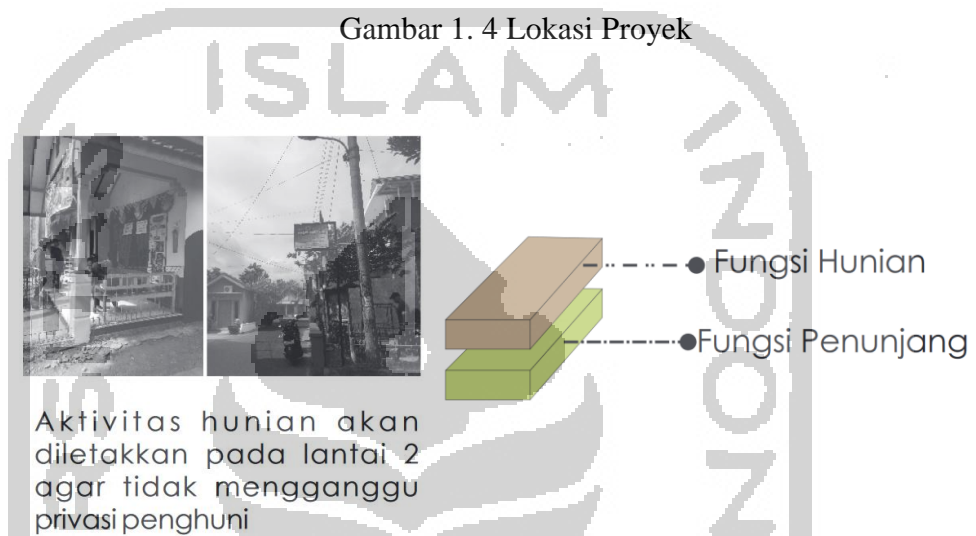 Gambar 1. 4 Lokasi Proyek
ISLAM
Fungsi Hunian
Fungsi Penunjang
Aktivitas hunian akan
diletakkan pada lantai 2
agar tidak mengganggu
privasi penghuni